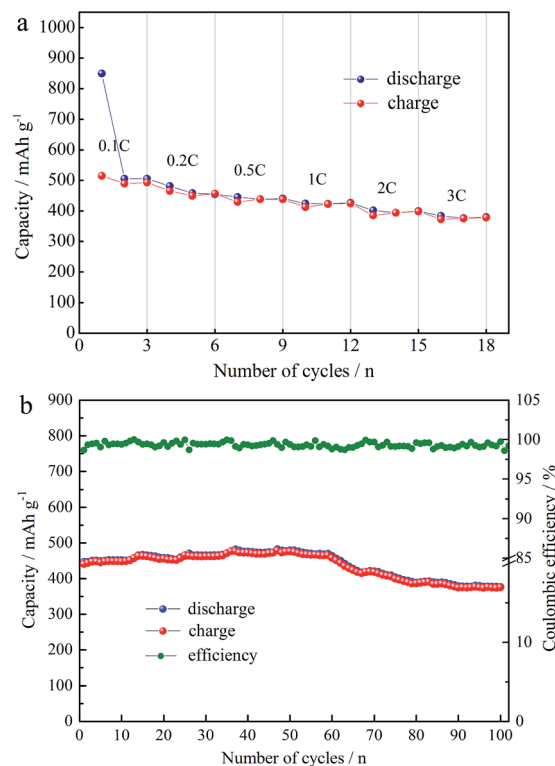 a
1000
900
800
700
600
500
400
300
200
100
0
Capacity / mAh g-1
discharge
charge
0.1C
0.2C
0.5C
1C
2C
3C
0 3 6 9 12 15 18
Number of cycles / n
b
900
800
700
600
500
400
300
200
100
0
Capacity / mAh g-1
105
100
95
90
85
10
0
Coulombic efficiency / %
discharge
charge
efficiency
0 10 20 30 40 50 60 70 80 90 100
Number of cycles / n